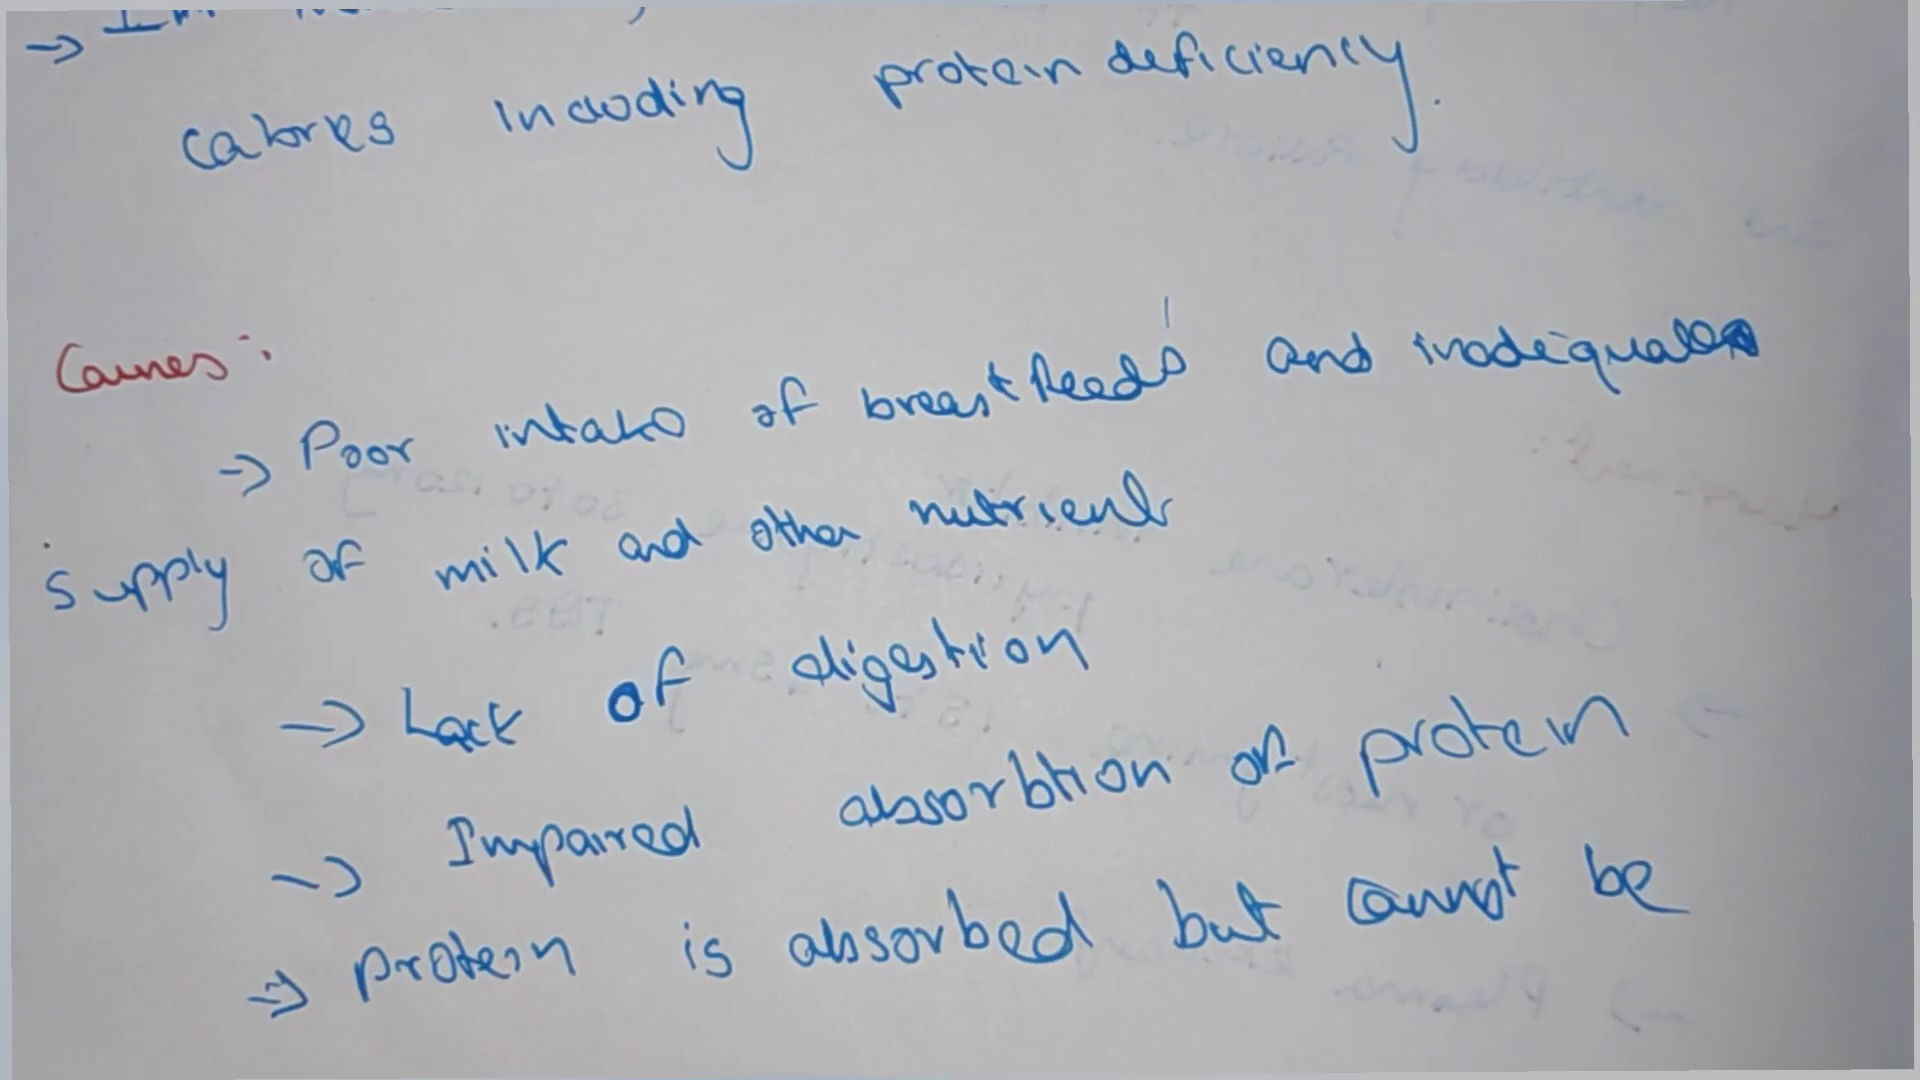 →
calories including protein deficiency.
Causes:
→ Poor intake of breast feeds and inadequate
supply of milk and other nutrients
→ Lack of digestion
→ Impaired absorbtion of protein
→ protein is absorbed but cannot be